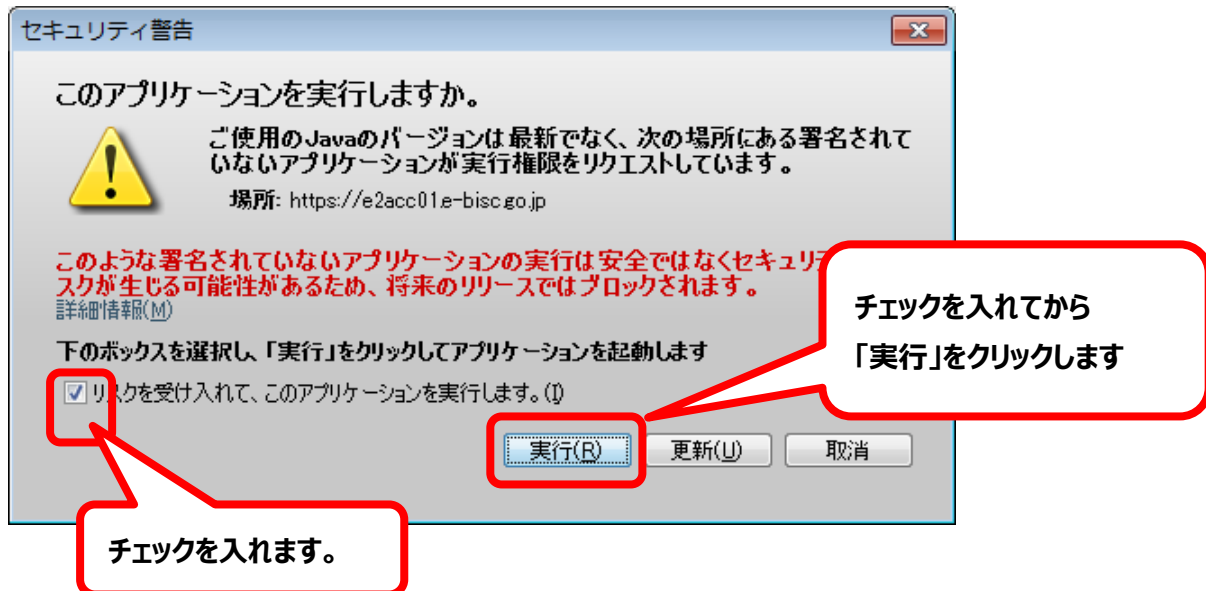 セキュリティ警告
このアプリケーションを実行しますか。
ご使用のJavaのバージョンは最新でなく、次の場所にある署名されて
いないアプリケーションが実行権限をリクエストしています。
場所: https://e2acc01.e-bisc.go.jp
このような署名されていないアプリケーションの実行は安全ではなくセキュリテ
スクが生じる可能性があるため、将来のリリースではブロックされます。
詳細情報(M)
下のボックスを選択し、「実行」をクリックしてアプリケーションを起動します
リスクを受け入れて、このアプリケーションを実行します。(I)
実行(R) 更新(U) 取消
チェックを入れてから
「実行」をクリックします
チェックを入れます。